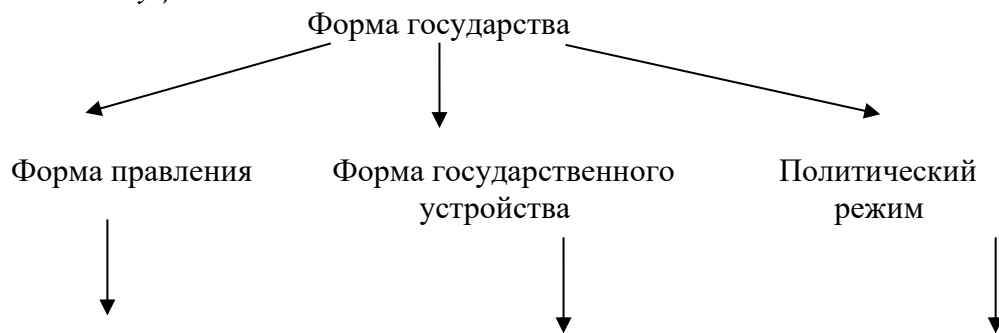 Форма государства
Форма правления
Форма государственного
устройства
Политический
режим